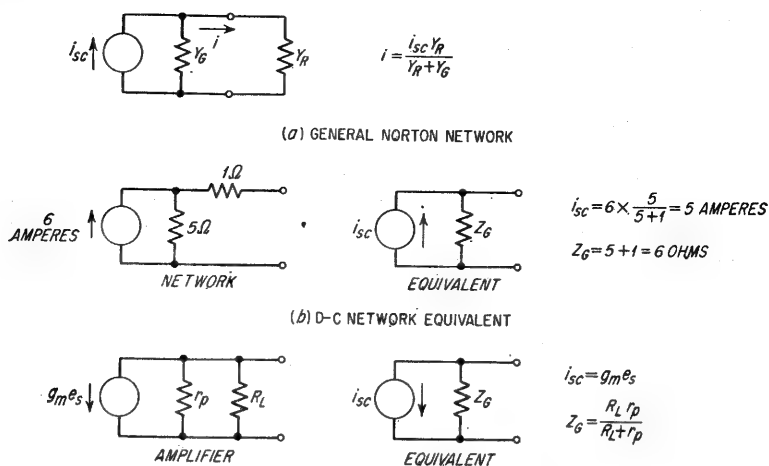 i_sc Y_G i Y_R i = i_sc Y_R / Y_R + Y_G
(a) GENERAL NORTON NETWORK
1Ω
6 AMPERES 5Ω i_sc Z_G i_sc = 6 × 5 / 5+1 = 5 AMPERES
Z_G = 5 + 1 = 6 OHMS
NETWORK EQUIVALENT
(b) D-C NETWORK EQUIVALENT
g_m e_s r_p R_L i_sc Z_G i_sc = g_m e_s
Z_G = R_L r_p / R_L + r_p
AMPLIFIER EQUIVALENT